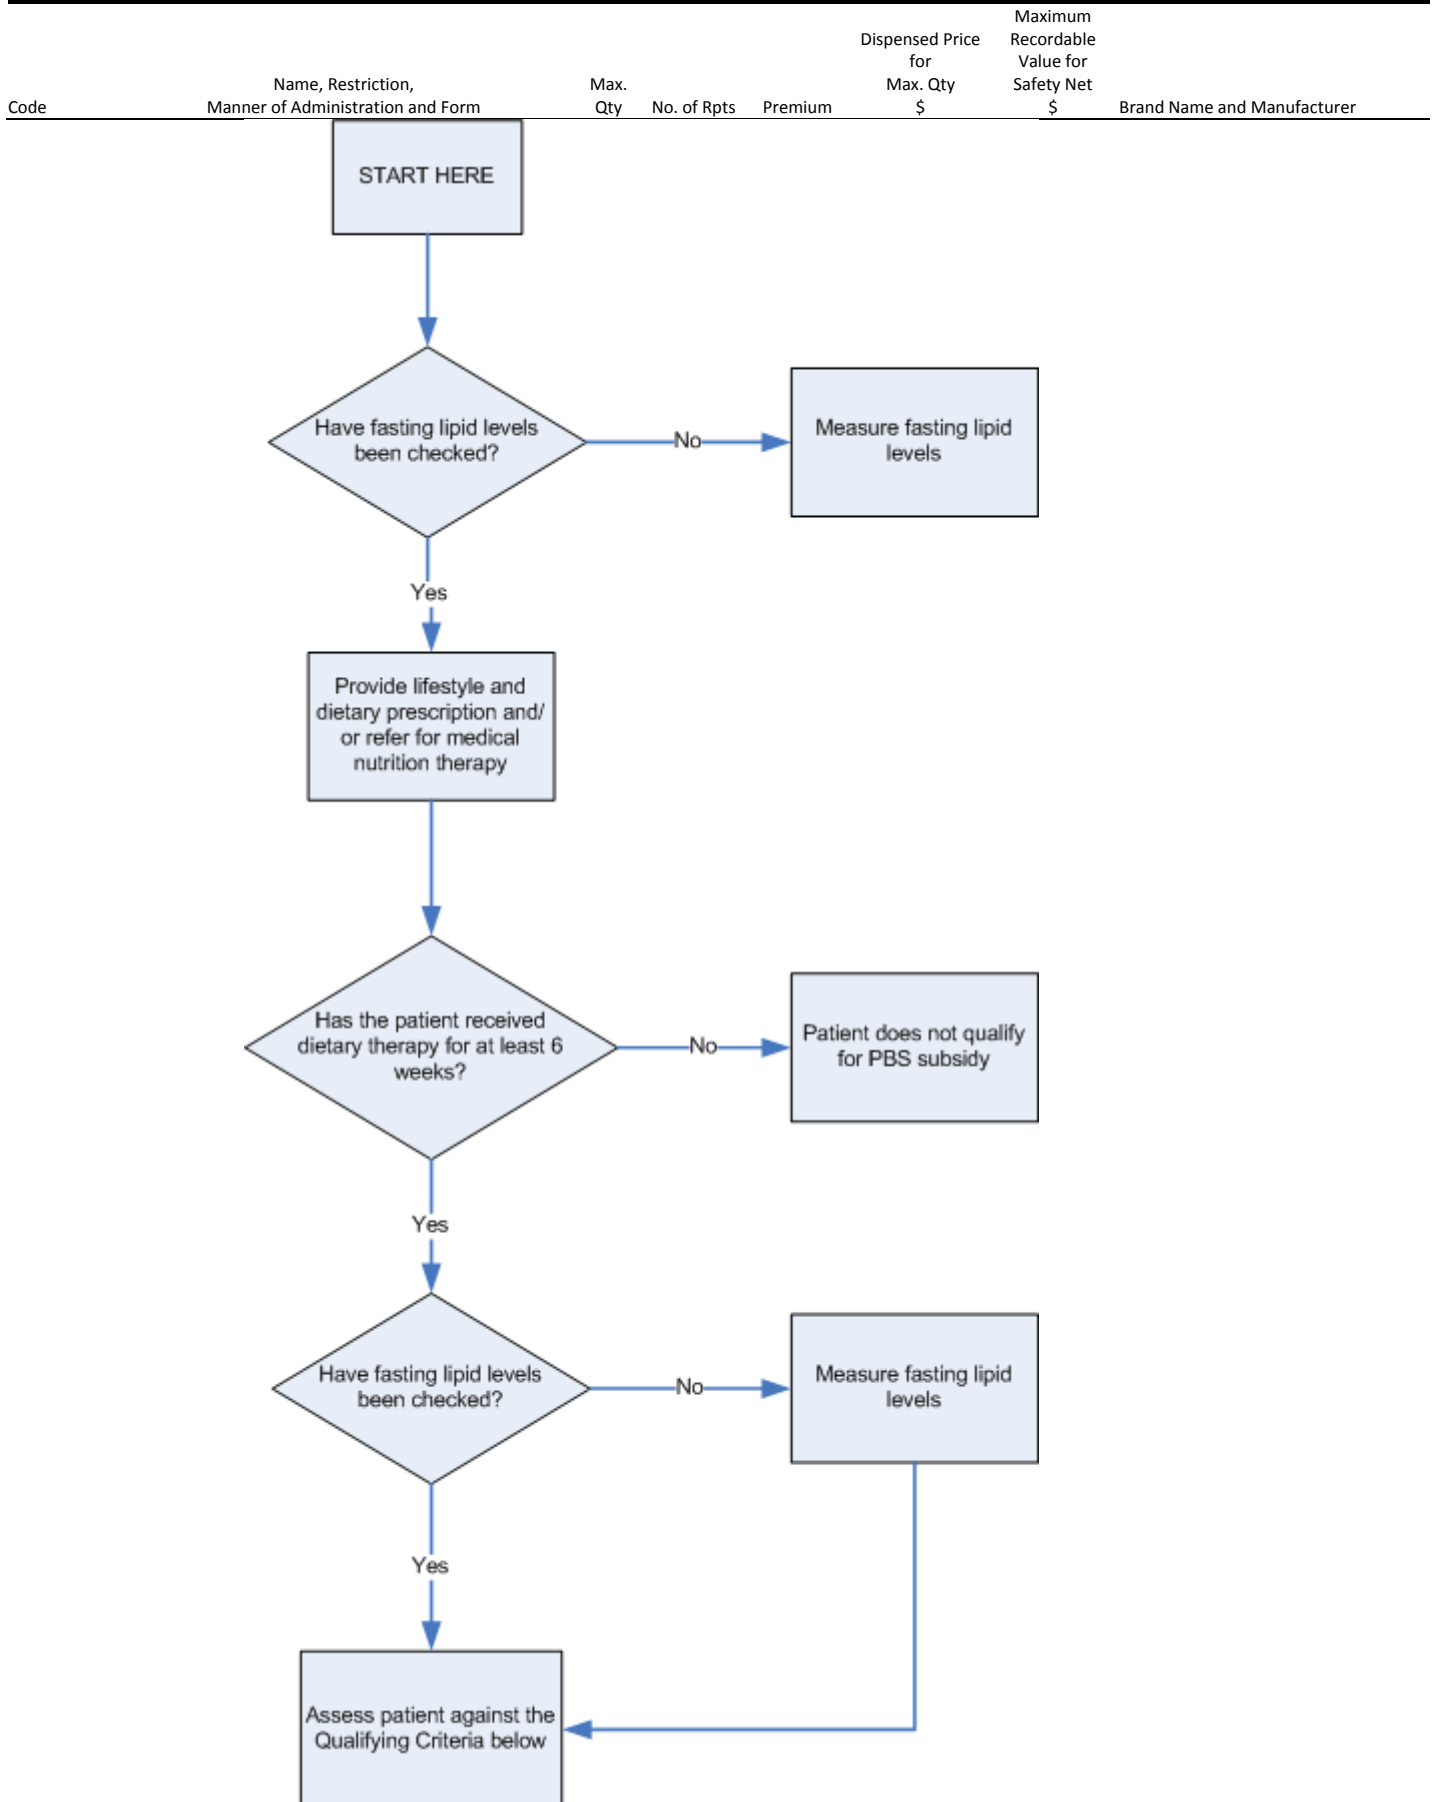 Maximum
Dispensed Price Recordable
for Value for
Name, Restriction, Max. Max. Qty Safety Net
Code Manner of Administration and Form Qty No. of Rpts Premium $ $ Brand Name and Manufacturer
START HERE
Have fasting lipid levels
been checked?
No
Measure fasting lipid
levels
Yes
Provide lifestyle and
dietary prescription and/
or refer for medical
nutrition therapy
Has the patient received
dietary therapy for at least 6
weeks?
No
Patient does not qualify
for PBS subsidy
Yes
Have fasting lipid levels
been checked?
No
Measure fasting lipid
levels
Yes
Assess patient against the
Qualifying Criteria below